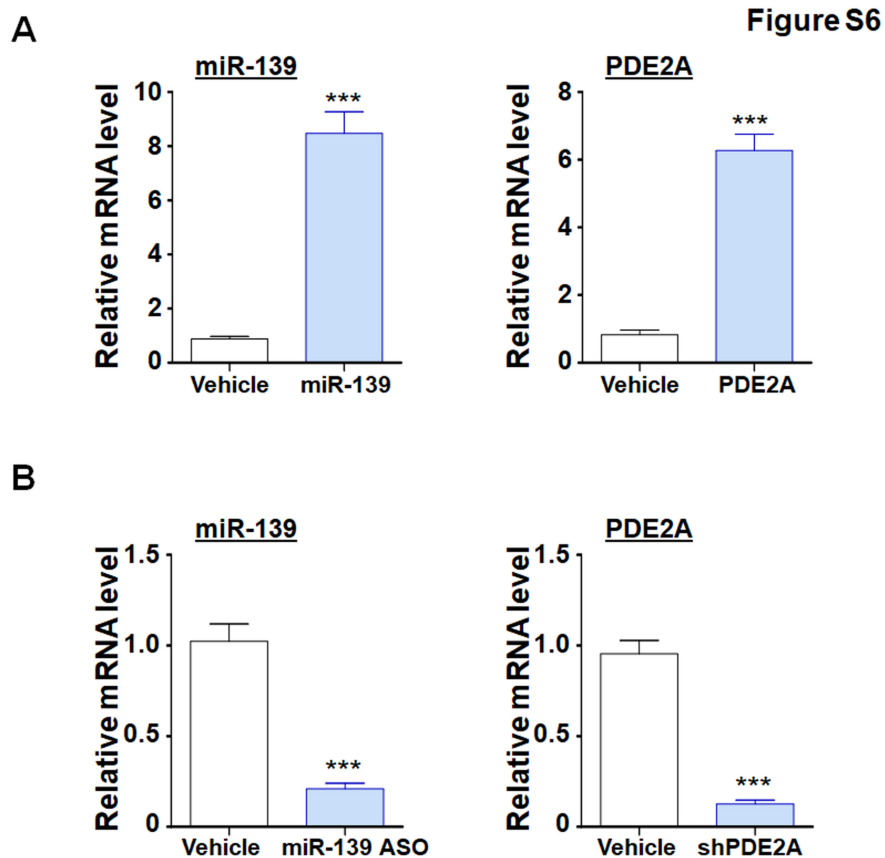 Figure S6
A
miR-139
Relative mRNA level
10
8
6
4
2
0
***
Vehicle miR-139
PDE2A
Relative mRNA level
8
6
4
2
0
***
Vehicle PDE2A
B
miR-139
Relative mRNA level
1.5
1.0
0.5
0
***
Vehicle miR-139 ASO
PDE2A
Relative mRNA level
1.5
1.0
0.5
0
***
Vehicle shPDE2A